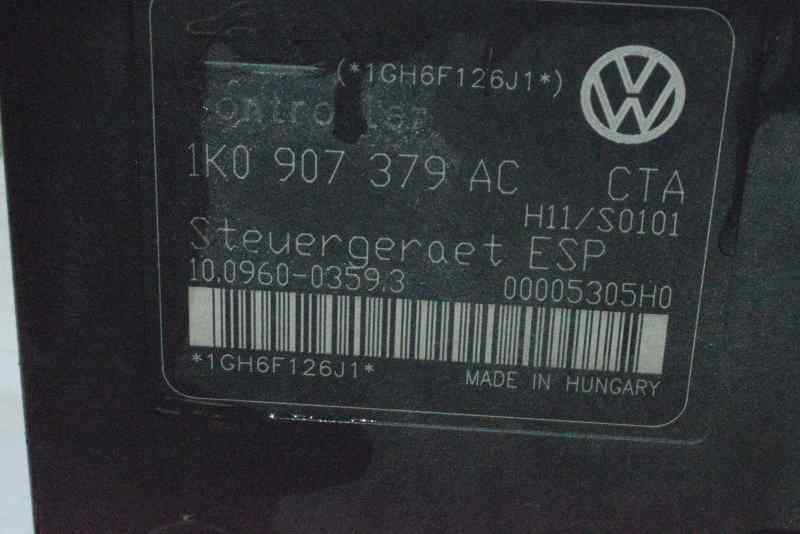 (*1GH6F126J1*)
Controller
1K0 907 379 AC CTA
H11/S0101
Steuergeraet ESP
10.0960-0359.3 00005305H0
*1GH6F126J1* MADE IN HUNGARY